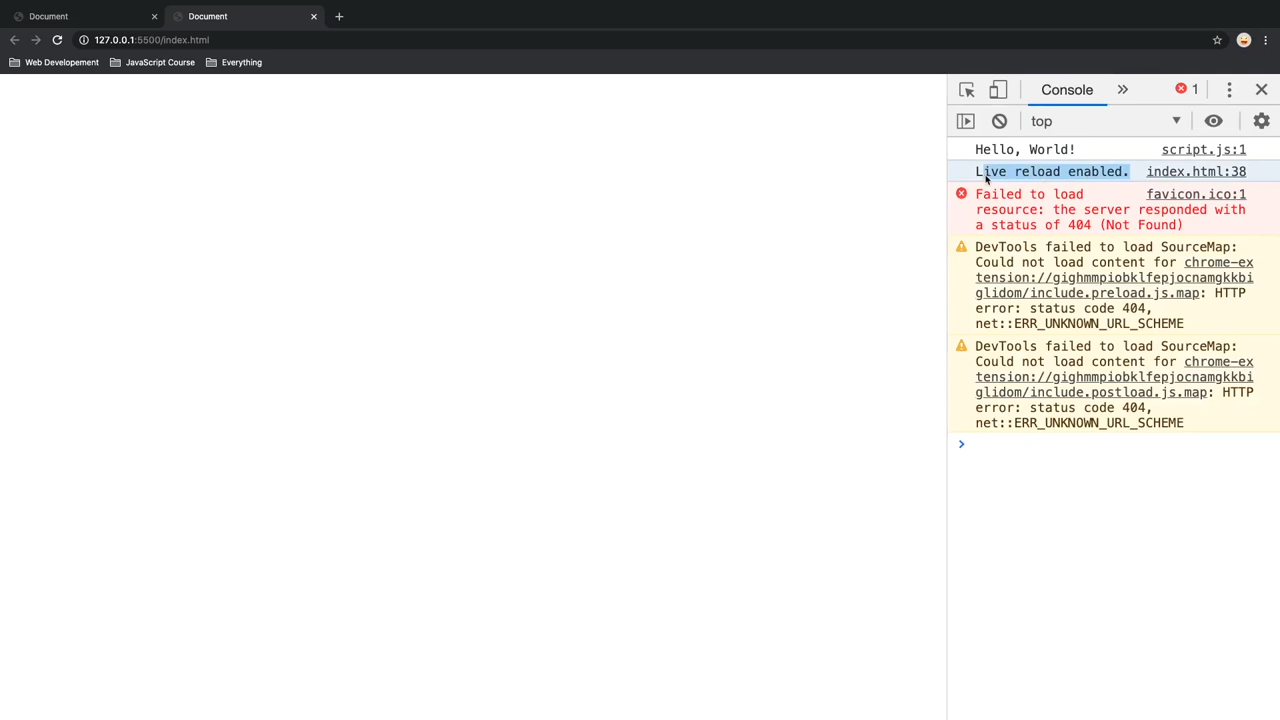 Document
Document
127.0.0.1:5500/index.html
Web Developement
JavaScript Course
Everything
Console
1
top
Hello, World! script.js:1
Live reload enabled. index.html:38
Failed to load favicon.ico:1
resource: the server responded with
a status of 404 (Not Found)
DevTools failed to load SourceMap:
Could not load content for chrome-ex
tension://gighmmpiobklfepjocnamgkkbi
glidom/include.preload.js.map: HTTP
error: status code 404,
net::ERR_UNKNOWN_URL_SCHEME
DevTools failed to load SourceMap:
Could not load content for chrome-ex
tension://gighmmpiobklfepjocnamgkkbi
glidom/include.postload.js.map: HTTP
error: status code 404,
net::ERR_UNKNOWN_URL_SCHEME